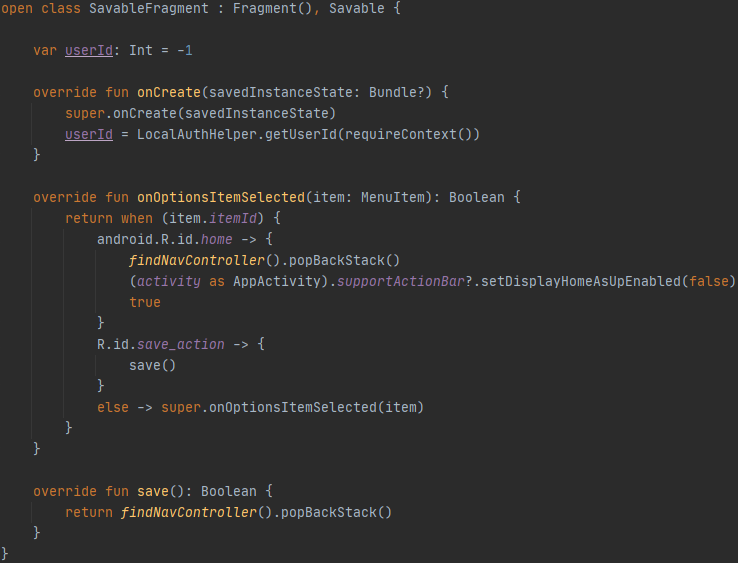 open class SavableFragment : Fragment(), Savable {

    var userId: Int = -1

    override fun onCreate(savedInstanceState: Bundle?) {
        super.onCreate(savedInstanceState)
        userId = LocalAuthHelper.getUserId(requireContext())
    }

    override fun onOptionsItemSelected(item: MenuItem): Boolean {
        return when (item.itemId) {
            android.R.id.home -> {
                findNavController().popBackStack()
                (activity as AppActivity).supportActionBar?.setDisplayHomeAsUpEnabled(false)
                true
            }
            R.id.save_action -> {
                save()
            }
            else -> super.onOptionsItemSelected(item)
        }
    }

    override fun save(): Boolean {
        return findNavController().popBackStack()
    }
}